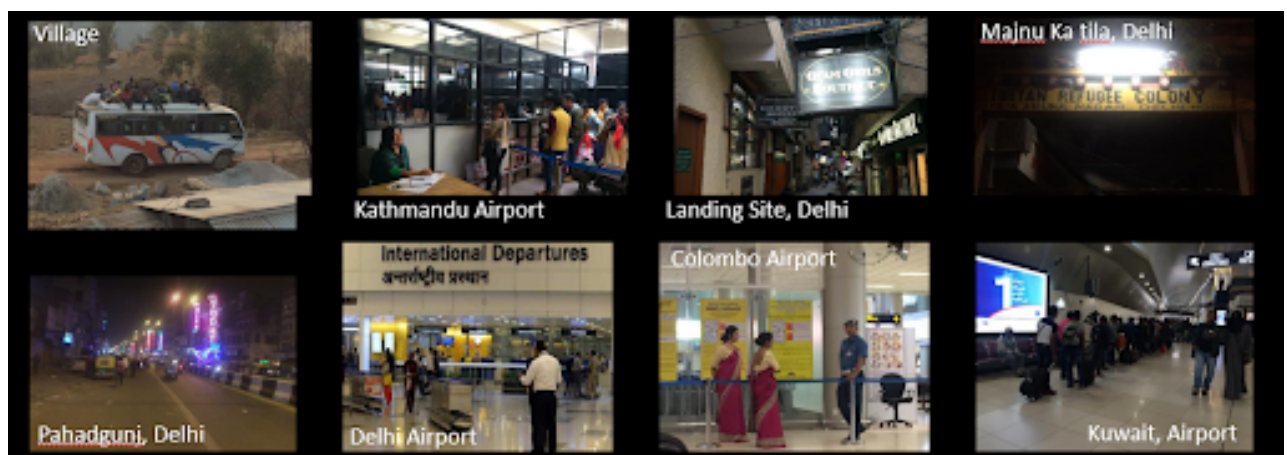 Village
Kathmandu Airport
Landing Site, Delhi
Majnu Ka tila, Delhi
REFUGEE COLONY
Pahadgunj, Delhi
International Departures
अन्तर्राष्ट्रीय प्रस्थान
Delhi Airport
Colombo Airport
1
Kuwait, Airport